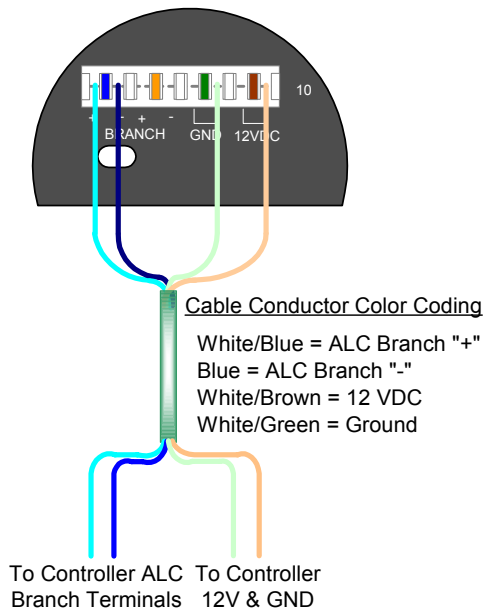 10
+ - + -
BRANCH GND 12VDC
Cable Conductor Color Coding
White/Blue = ALC Branch "+"
Blue = ALC Branch "-"
White/Brown = 12 VDC
White/Green = Ground
To Controller ALC
Branch Terminals
To Controller
12V & GND